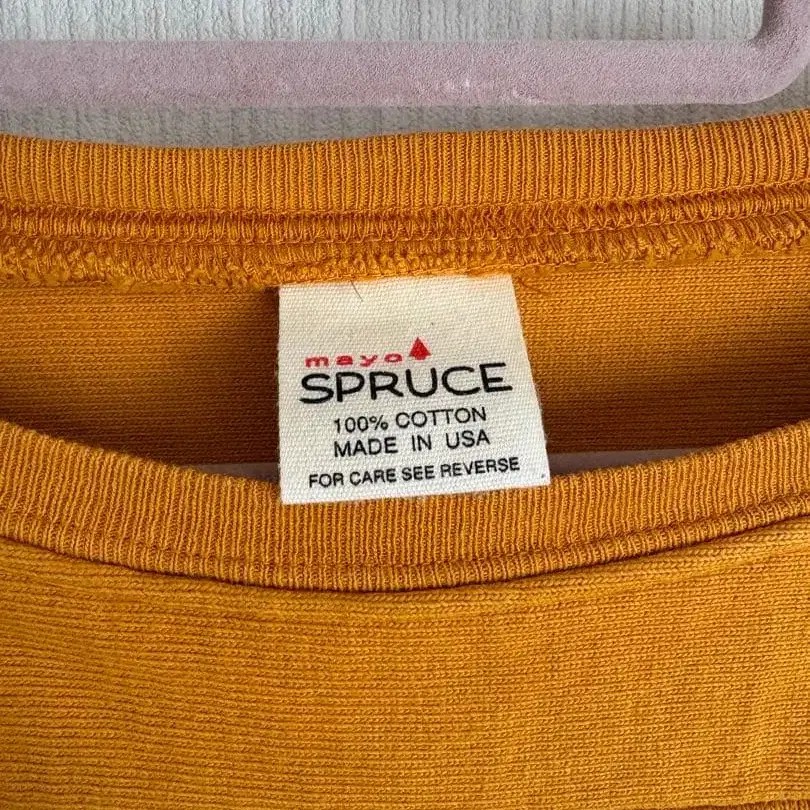 mayo
SPRUCE
100% COTTON
MADE IN USA
FOR CARE SEE REVERSE